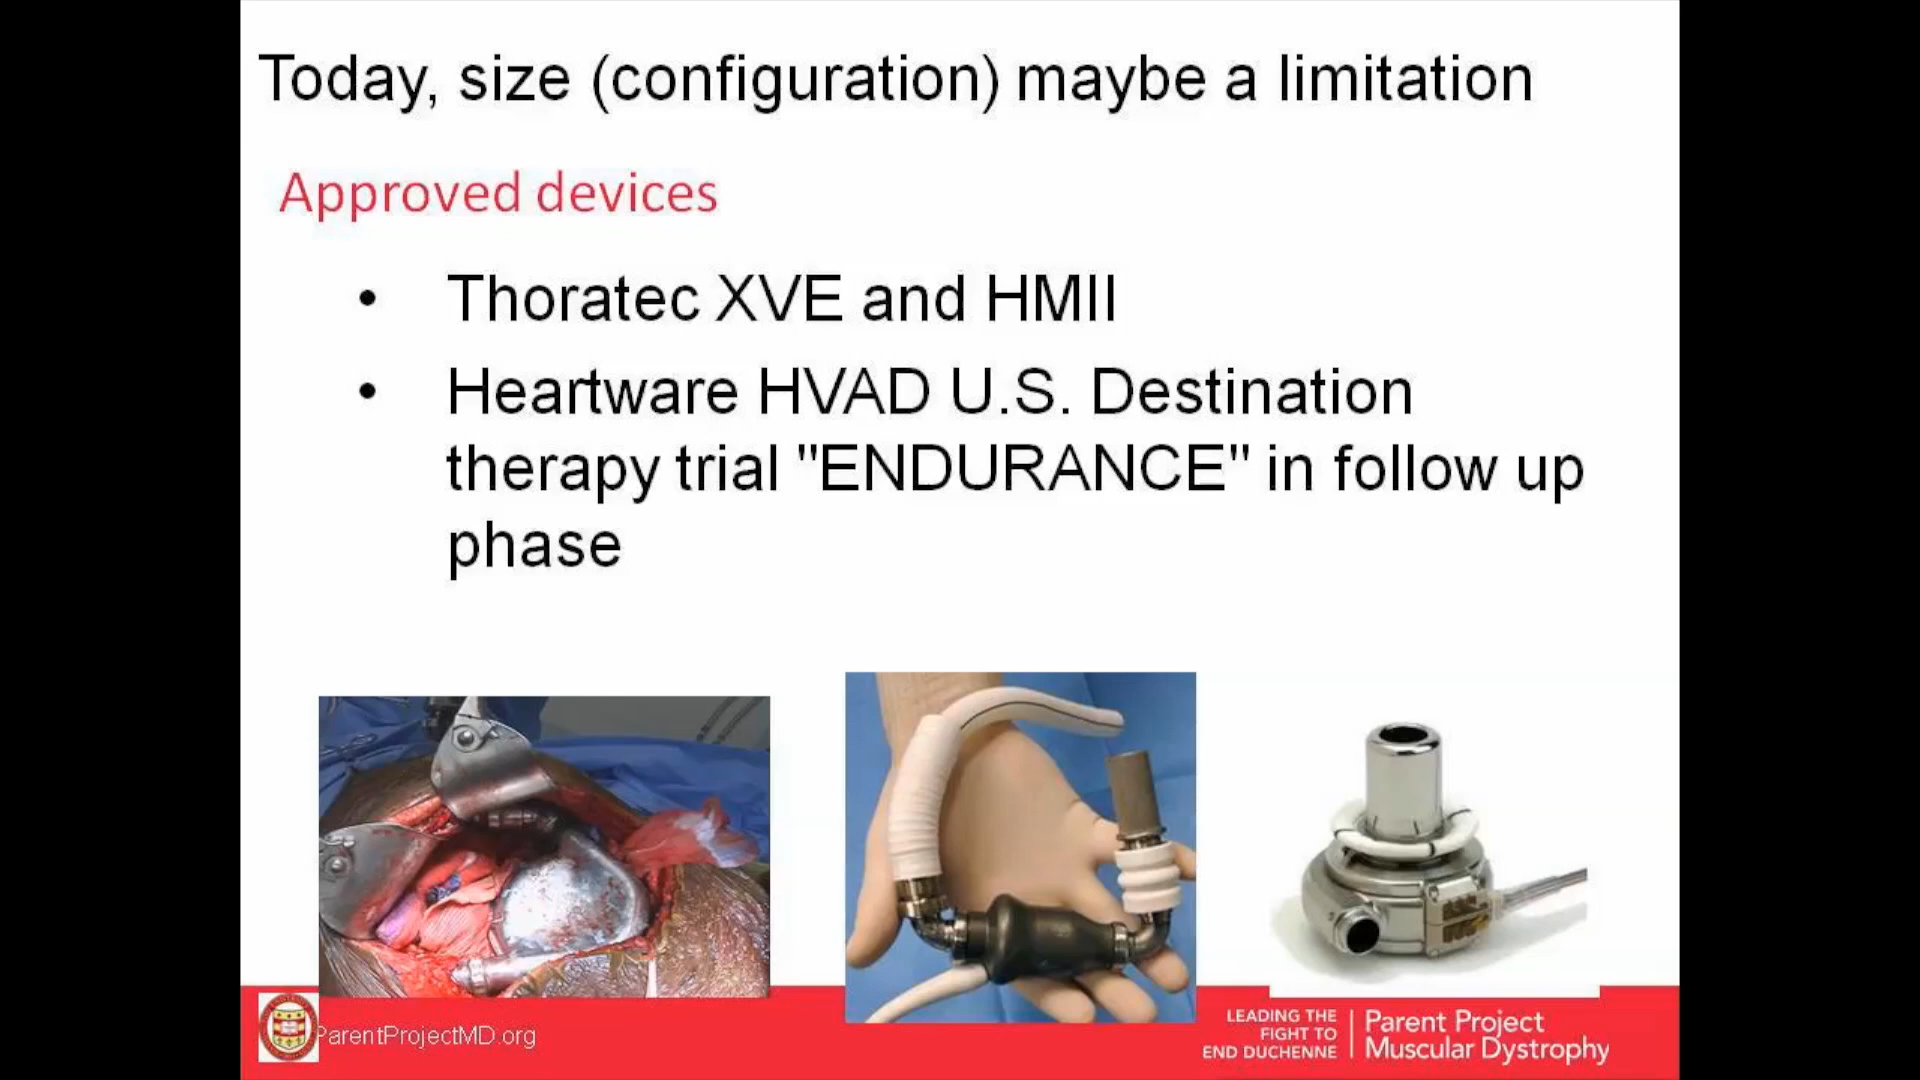 Today, size (configuration) maybe a limitation
Approved devices
• Thoratec XVE and HMII
• Heartware HVAD U.S. Destination
therapy trial "ENDURANCE" in follow up
phase
ParentProjectMD.org
LEADING THE
FIGHT TO
END DUCHENNE
Parent Project
Muscular Dystrophy